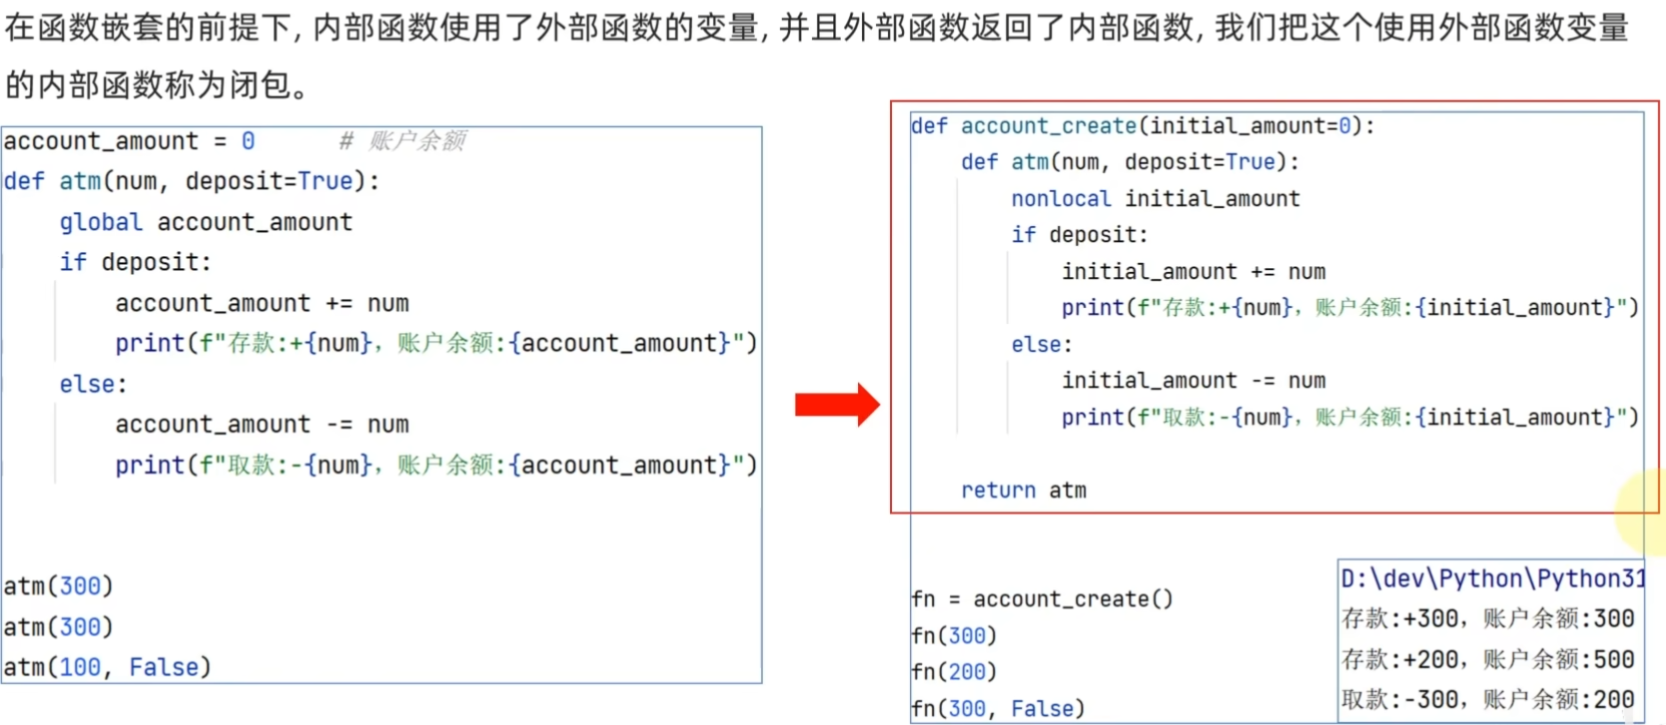 在函数嵌套的前提下, 内部函数使用了外部函数的变量, 并且外部函数返回了内部函数, 我们把这个使用外部函数变量
的内部函数称为闭包。
account_amount = 0      # 账户余额
def atm(num, deposit=True):
    global account_amount
    if deposit:
        account_amount += num
        print(f"存款:+{num}, 账户余额:{account_amount}")
    else:
        account_amount -= num
        print(f"取款:-{num}, 账户余额:{account_amount}")
atm(300)
atm(300)
atm(100, False)
def account_create(initial_amount=0):
    def atm(num, deposit=True):
        nonlocal initial_amount
        if deposit:
            initial_amount += num
            print(f"存款:+{num}, 账户余额:{initial_amount}")
        else:
            initial_amount -= num
            print(f"取款:-{num}, 账户余额:{initial_amount}")
    return atm
fn = account_create()
fn(300)
fn(200)
fn(300, False)
D:\dev\Python\Python31
存款:+300, 账户余额:300
存款:+200, 账户余额:500
取款:-300, 账户余额:200